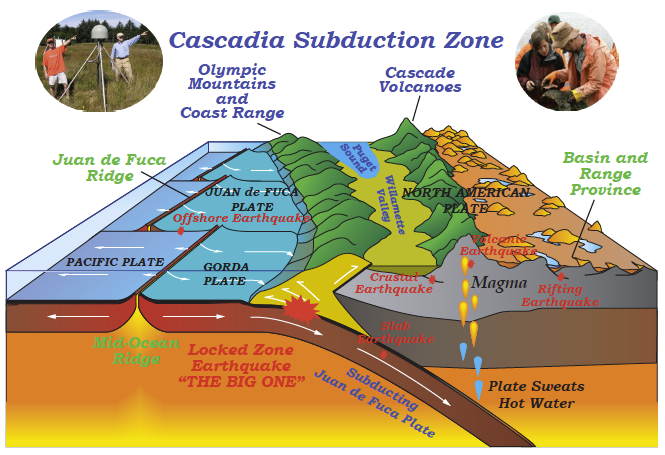 Cascadia Subduction Zone
Olympic
Mountains
and
Coast Range
Cascade
Volcanoes
Juan de Fuca
Ridge
Basin and
Range
Province
Puget
Sound
Willamette
Valley
JUAN de FUCA
PLATE
NORTH AMERICAN
PLATE
Offshore Earthquake
PACIFIC PLATE
GORDA
PLATE
Volcanic
Earthquake
Crustal
Earthquake
Magma
Rifting
Earthquake
Slab
Earthquake
Mid-Ocean
Ridge
Locked Zone
Earthquake
“THE BIG ONE”
Subducting
Juan de Fuca Plate
Plate Sweats
Hot Water